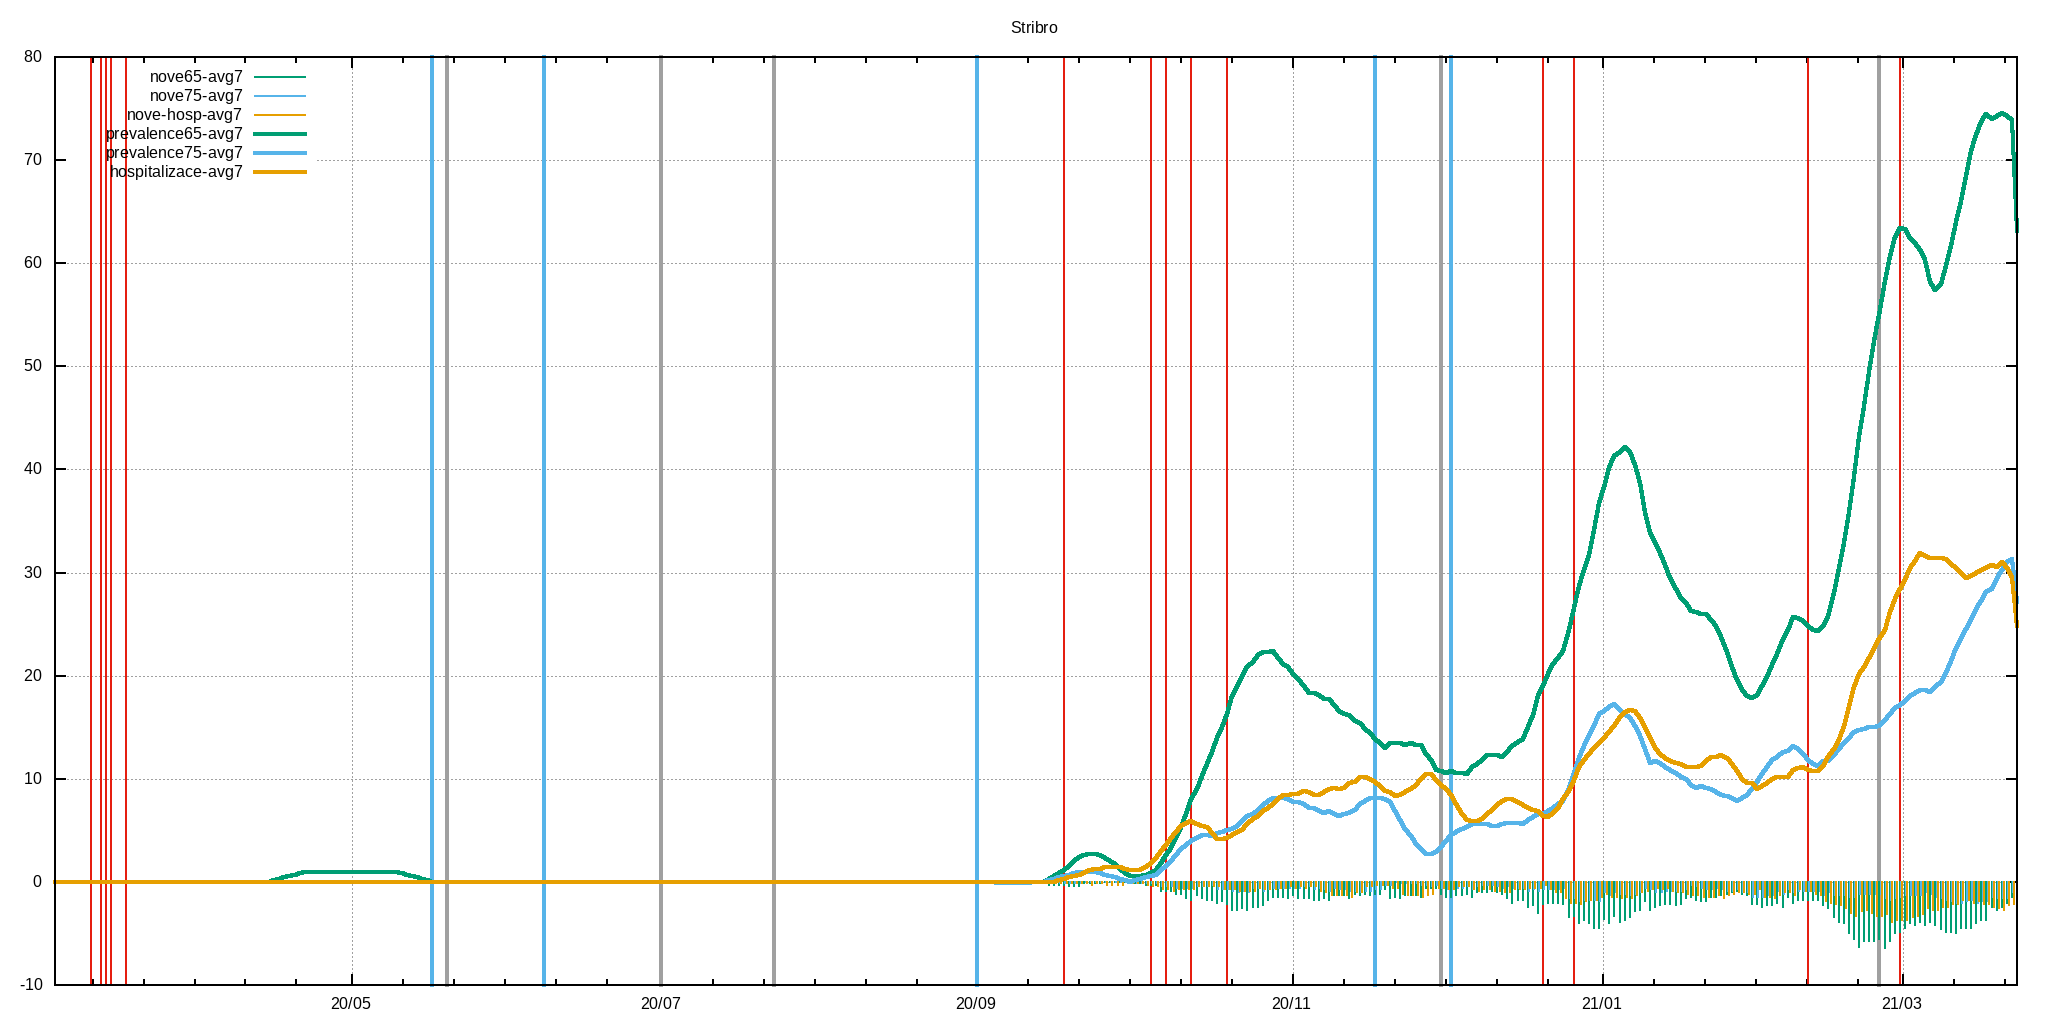 Stribro
80
70
60
50
40
30
20
10
0
-10
nove65-avg7
nove75-avg7
nove-hosp-avg7
prevalence65-avg7
prevalence75-avg7
hospitalizace-avg7
20/05 20/07 20/09 20/11 21/01 21/03